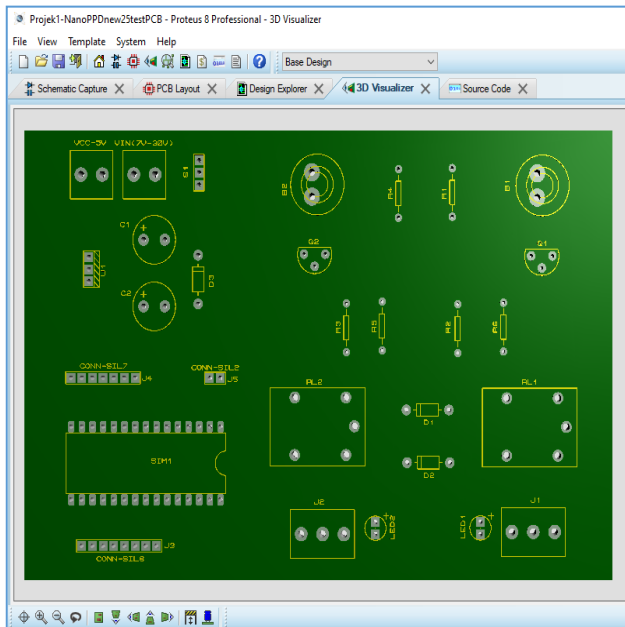 Projek1-NanoPPDnew25testPCB - Proteus 8 Professional - 3D Visualizer
File View Template System Help
Base Design
Schematic Capture
PCB Layout
Design Explorer
3D Visualizer
Source Code
VCC-5V
VIN(7V-30V)
S1
B2
R4
R1
B1
C1
Q2
Q1
U1
D3
C2
R3
R5
R2
R6
CONN-SIL7
J4
CONN-SIL2
J5
RL2
RL1
D1
SIM1
D2
J2
LED2
LED1
J1
J3
CONN-SIL8